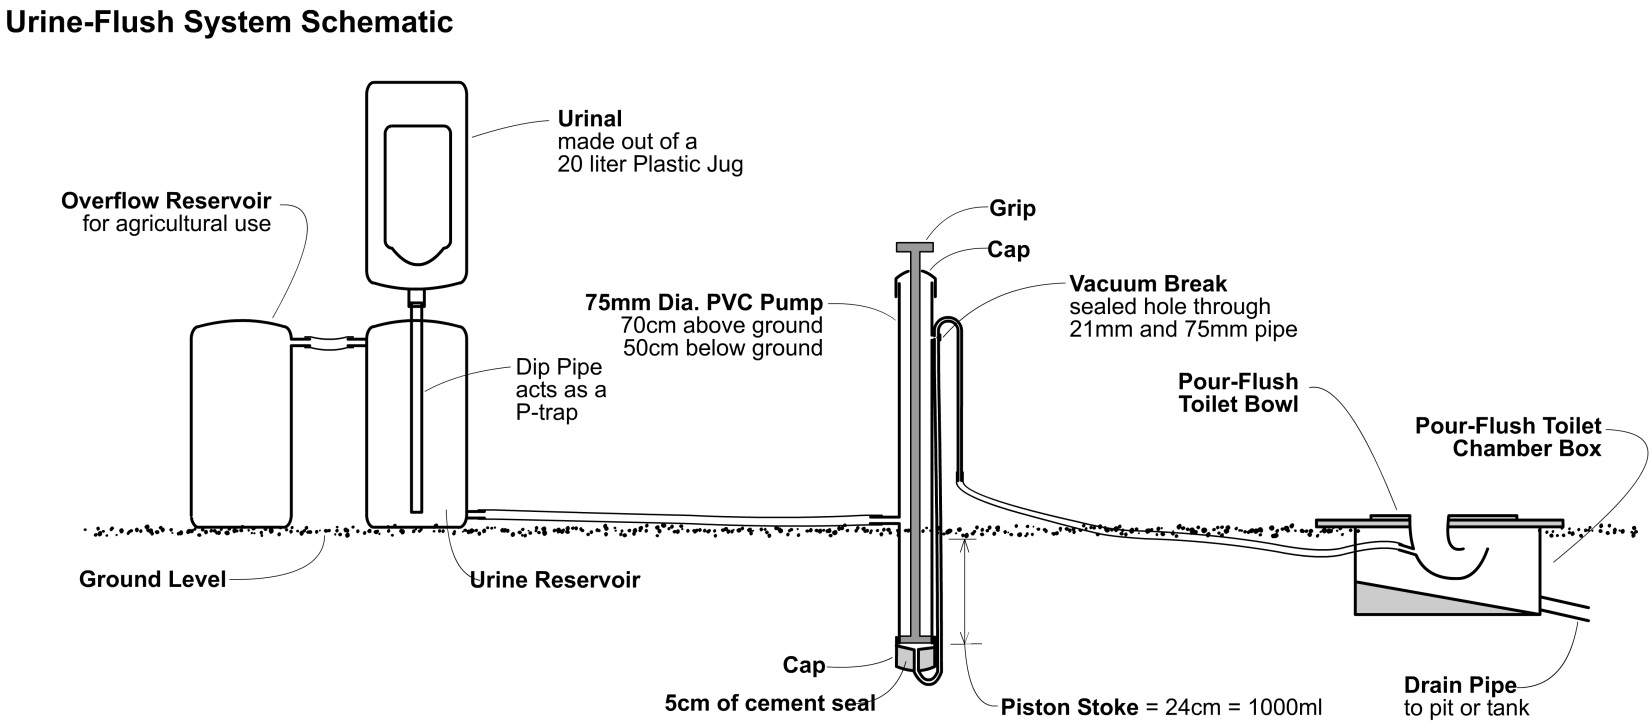 Urine-Flush System Schematic
Urinal
made out of a
20 liter Plastic Jug
Overflow Reservoir
for agricultural use
Grip
Cap
Vacuum Break
sealed hole through
21mm and 75mm pipe
75mm Dia. PVC Pump
70cm above ground
50cm below ground
Dip Pipe
acts as a
P-trap
Pour-Flush
Toilet Bowl
Pour-Flush Toilet
Chamber Box
Ground Level
Urine Reservoir
Cap
5cm of cement seal
Piston Stoke = 24cm = 1000ml
Drain Pipe
to pit or tank